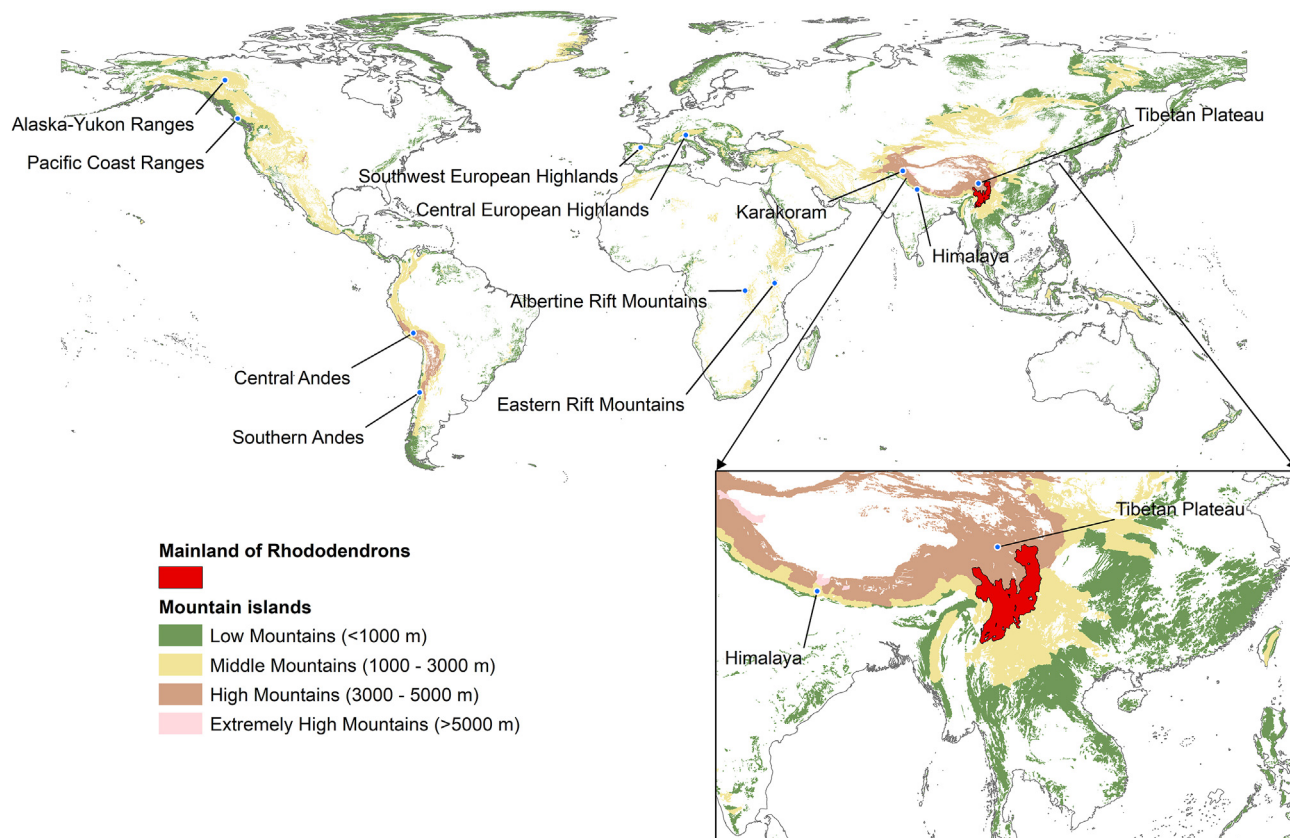 Alaska-Yukon Ranges
Pacific Coast Ranges
Southwest European Highlands
Central European Highlands
Tibetan Plateau
Karakoram
Himalaya
Albertine Rift Mountains
Eastern Rift Mountains
Central Andes
Southern Andes
Mainland of Rhododendrons
Mountain islands
Low Mountains (<1000 m)
Middle Mountains (1000 - 3000 m)
High Mountains (3000 - 5000 m)
Extremely High Mountains (>5000 m)
Tibetan Plateau
Himalaya